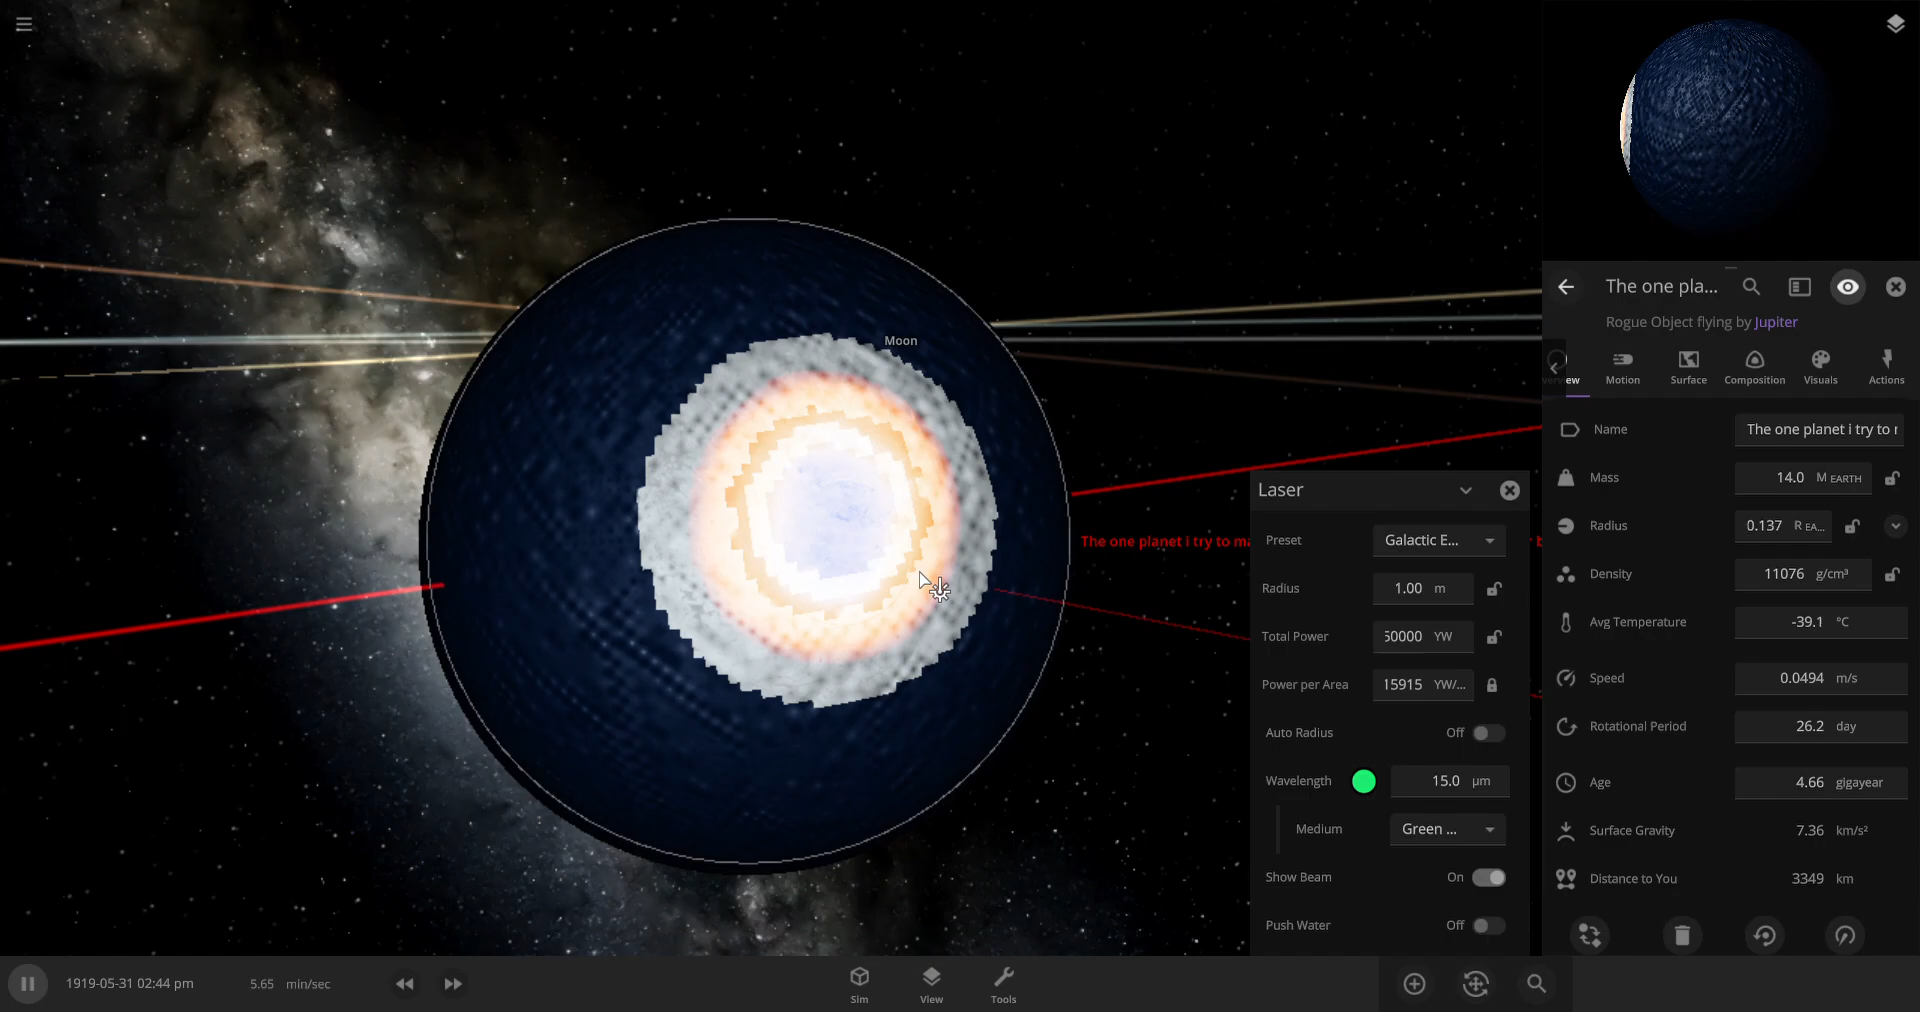 The one pla...
Rogue Object flying by Jupiter
Motion
Surface
Composition
Visuals
Actions
Name
The one planet i try to
Mass
14.0 M EARTH
Radius
0.137 R EA...
Density
11076 g/cm³
Avg Temperature
-39.1 °C
Speed
0.0494 m/s
Rotational Period
26.2 day
Age
4.66 gigayear
Surface Gravity
7.36 km/s²
Distance to You
3349 km
Moon
The one planet i try to ma
Laser
Preset
Galactic E...
Radius
1.00 m
Total Power
50000 YW
Power per Area
15915 YW/...
Auto Radius
Off
Wavelength
15.0 µm
Medium
Green ...
Show Beam
On
Push Water
Off
1919-05-31 02:44 pm
5.65 min/sec
Sim
View
Tools